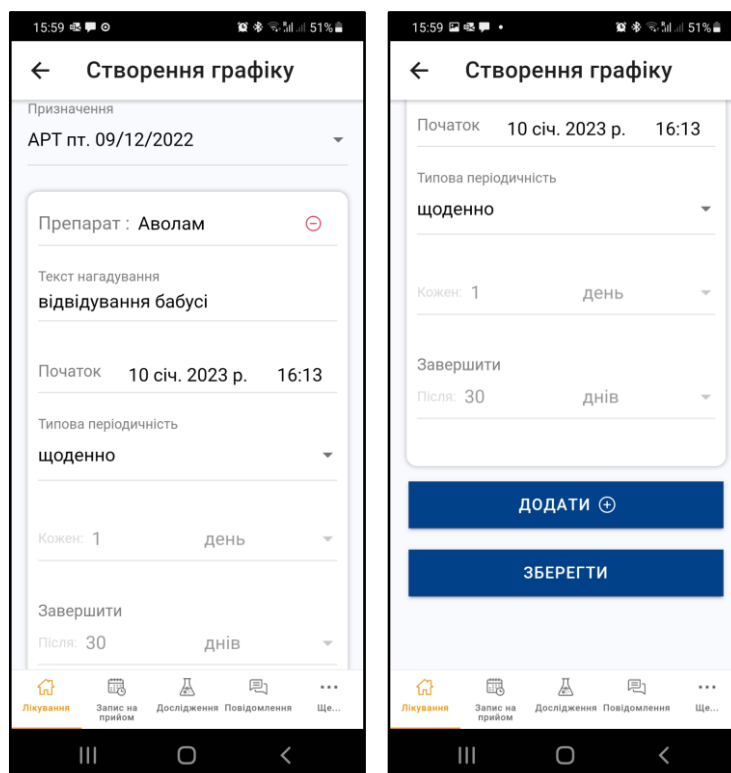 15:59
51%
Створення графіку
Призначення
АРТ пт. 09/12/2022
Препарат : Аволам
Текст нагадування
відвідування бабусі
Початок 10 січ. 2023 р. 16:13
Типова періодичність
щоденно
Кожен: 1 день
Завершити
Після: 30 днів
Лікування
Запис на прийом
Дослідження
Повідомлення
Ще...
15:59
51%
Створення графіку
Початок 10 січ. 2023 р. 16:13
Типова періодичність
щоденно
Кожен: 1 день
Завершити
Після: 30 днів
ДОДАТИ
ЗБЕРЕГТИ
Лікування
Запис на прийом
Дослідження
Повідомлення
Ще...